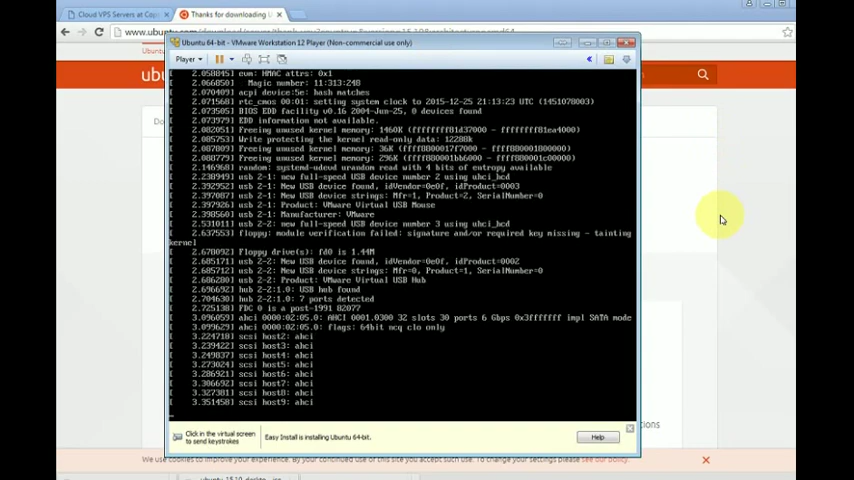 Cloud VPS Servers at Cop
Thanks for downloading U
Ubuntu 64-bit - VMware Workstation 12 Player (Non-commercial use only)
Player
[ 2.058845] evm: HMAC attrs: 0x1
[ 2.066850] Magic number: 11:313:248
[ 2.070409] acpi device:5e: hash matches
[ 2.071568] rtc_cmos 00:01: setting system clock to 2015-12-25 21:13:23 UTC (1451078003)
[ 2.073505] BIOS EDD facility v0.16 2004-Jun-25, 0 devices found
[ 2.073979] EDD information not available.
[ 2.082051] Freeing unused kernel memory: 1460K (ffffffff81d37000 - ffffffff81ea4000)
[ 2.085753] Write protecting the kernel read-only data: 12288k
[ 2.087809] Freeing unused kernel memory: 36K (ffff8800017f7000 - ffff880001800000)
[ 2.088779] Freeing unused kernel memory: 296K (ffff880001bb6000 - ffff880001c00000)
[ 2.146968] random: systemd-udevd urandom read with 4 bits of entropy available
[ 2.238949] usb 2-1: new full-speed USB device number 2 using uhci_hcd
[ 2.392952] usb 2-1: New USB device found, idVendor=0e0f, idProduct=0003
[ 2.397087] usb 2-1: New USB device strings: Mfr=1, Product=2, SerialNumber=0
[ 2.397926] usb 2-1: Product: VMware Virtual USB Mouse
[ 2.398560] usb 2-1: Manufacturer: VMware
[ 2.531011] usb 2-2: new full-speed USB device number 3 using uhci_hcd
[ 2.637553] floppy: module verification failed: signature and/or required key missing - tainting
kernel
[ 2.678092] Floppy drive(s): fd0 is 1.44M
[ 2.685171] usb 2-2: New USB device found, idVendor=0e0f, idProduct=0002
[ 2.685712] usb 2-2: New USB device strings: Mfr=0, Product=1, SerialNumber=0
[ 2.686280] usb 2-2: Product: VMware Virtual USB Hub
[ 2.696692] hub 2-2:1.0: USB hub found
[ 2.704630] hub 2-2:1.0: 7 ports detected
[ 2.725138] FDC 0 is a post-1991 82077
[ 3.096059] ahci 0000:02:05.0: AHCI 0001.0300 32 slots 30 ports 6 Gbps 0x3fffffff impl SATA mode
[ 3.099629] ahci 0000:02:05.0: flags: 64bit ncq clo only
[ 3.224718] scsi host2: ahci
[ 3.239422] scsi host3: ahci
[ 3.249837] scsi host4: ahci
[ 3.273024] scsi host5: ahci
[ 3.286921] scsi host6: ahci
[ 3.306692] scsi host7: ahci
[ 3.327381] scsi host8: ahci
[ 3.351458] scsi host9: ahci
Click in the virtual screen
to send keystrokes
Easy Install is installing Ubuntu 64-bit.
Help